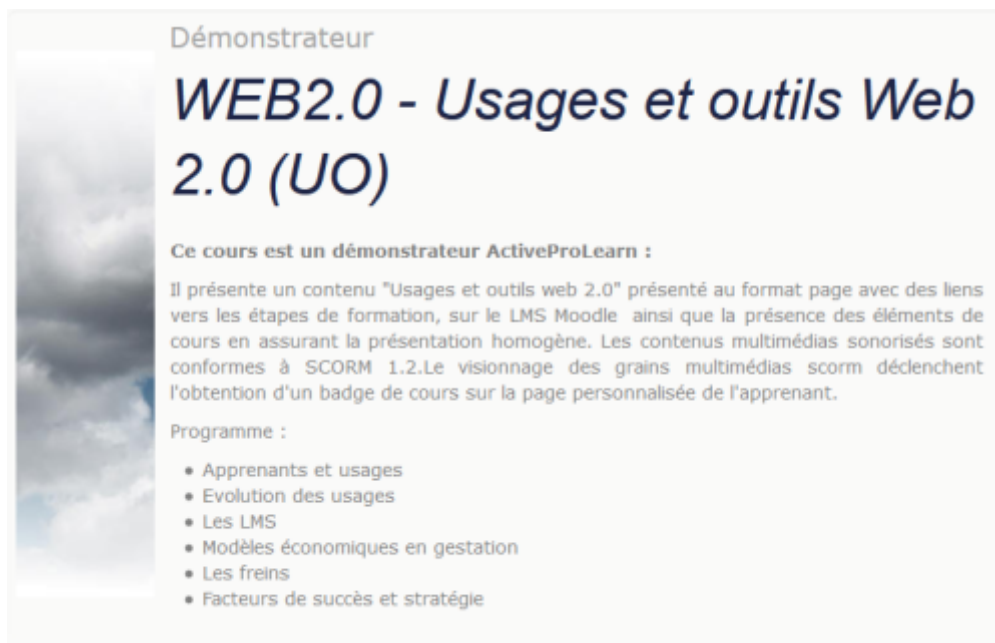 Démonstrateur
WEB2.0 - Usages et outils Web
2.0 (UO)
Ce cours est un démonstrateur ActiveProLearn :
Il présente un contenu "Usages et outils web 2.0" présenté au format page avec des liens
vers les étapes de formation, sur le LMS Moodle ainsi que la présence des éléments de
cours en assurant la présentation homogène. Les contenus multimédias sonorisés sont
conformes à SCORM 1.2.Le visionnage des grains multimédias scorm déclenchent
l'obtention d'un badge de cours sur la page personnalisée de l'apprenant.
Programme :
• Apprenants et usages
• Evolution des usages
• Les LMS
• Modèles économiques en gestation
• Les freins
• Facteurs de succès et stratégie